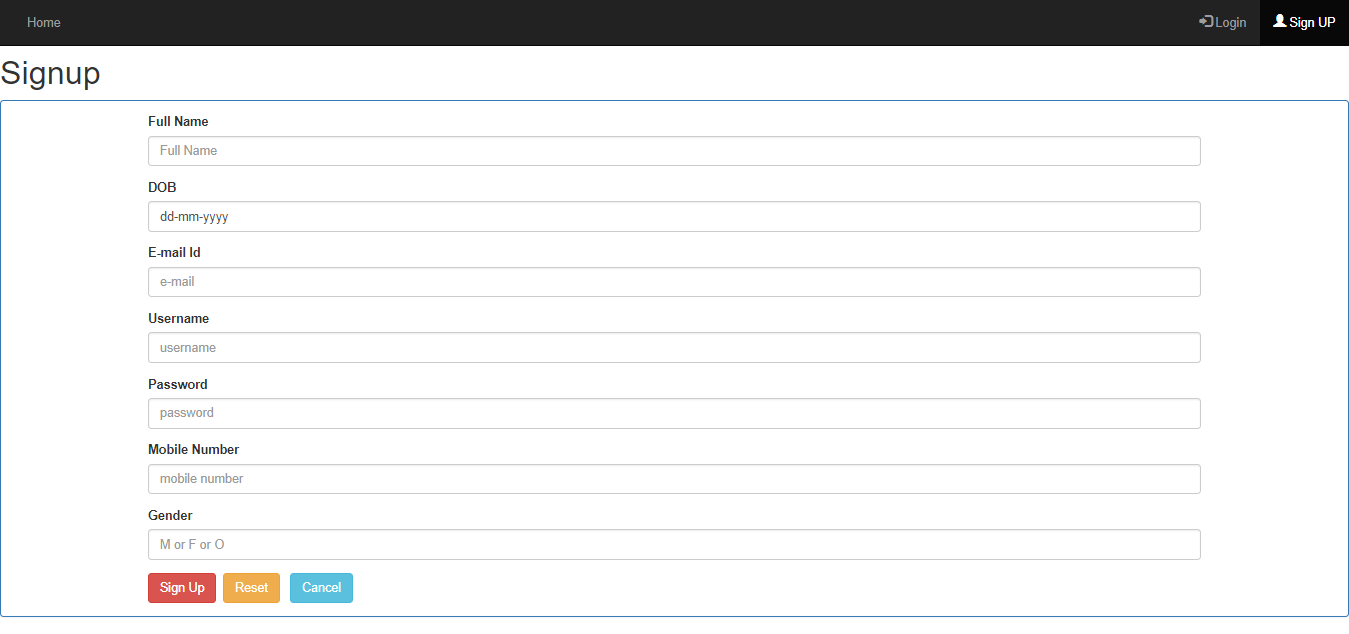 Home Login Sign UP
Signup
Full Name
Full Name
DOB
dd-mm-yyyy
E-mail Id
e-mail
Username
username
Password
password
Mobile Number
mobile number
Gender
M or F or O
Sign Up Reset Cancel